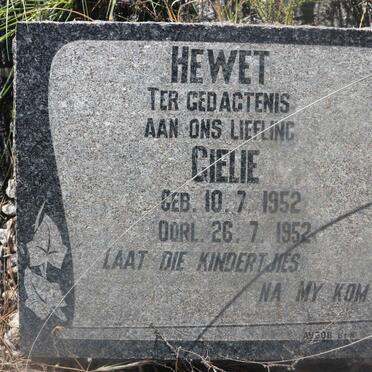 HEWET
TER GEDAGTENIS
AAN ONS LIEFLING
GIELIE
GEB. 10.7.1952
OORL. 26.7.1952
LAAT DIE KINDERTJIES
NA MY KOM